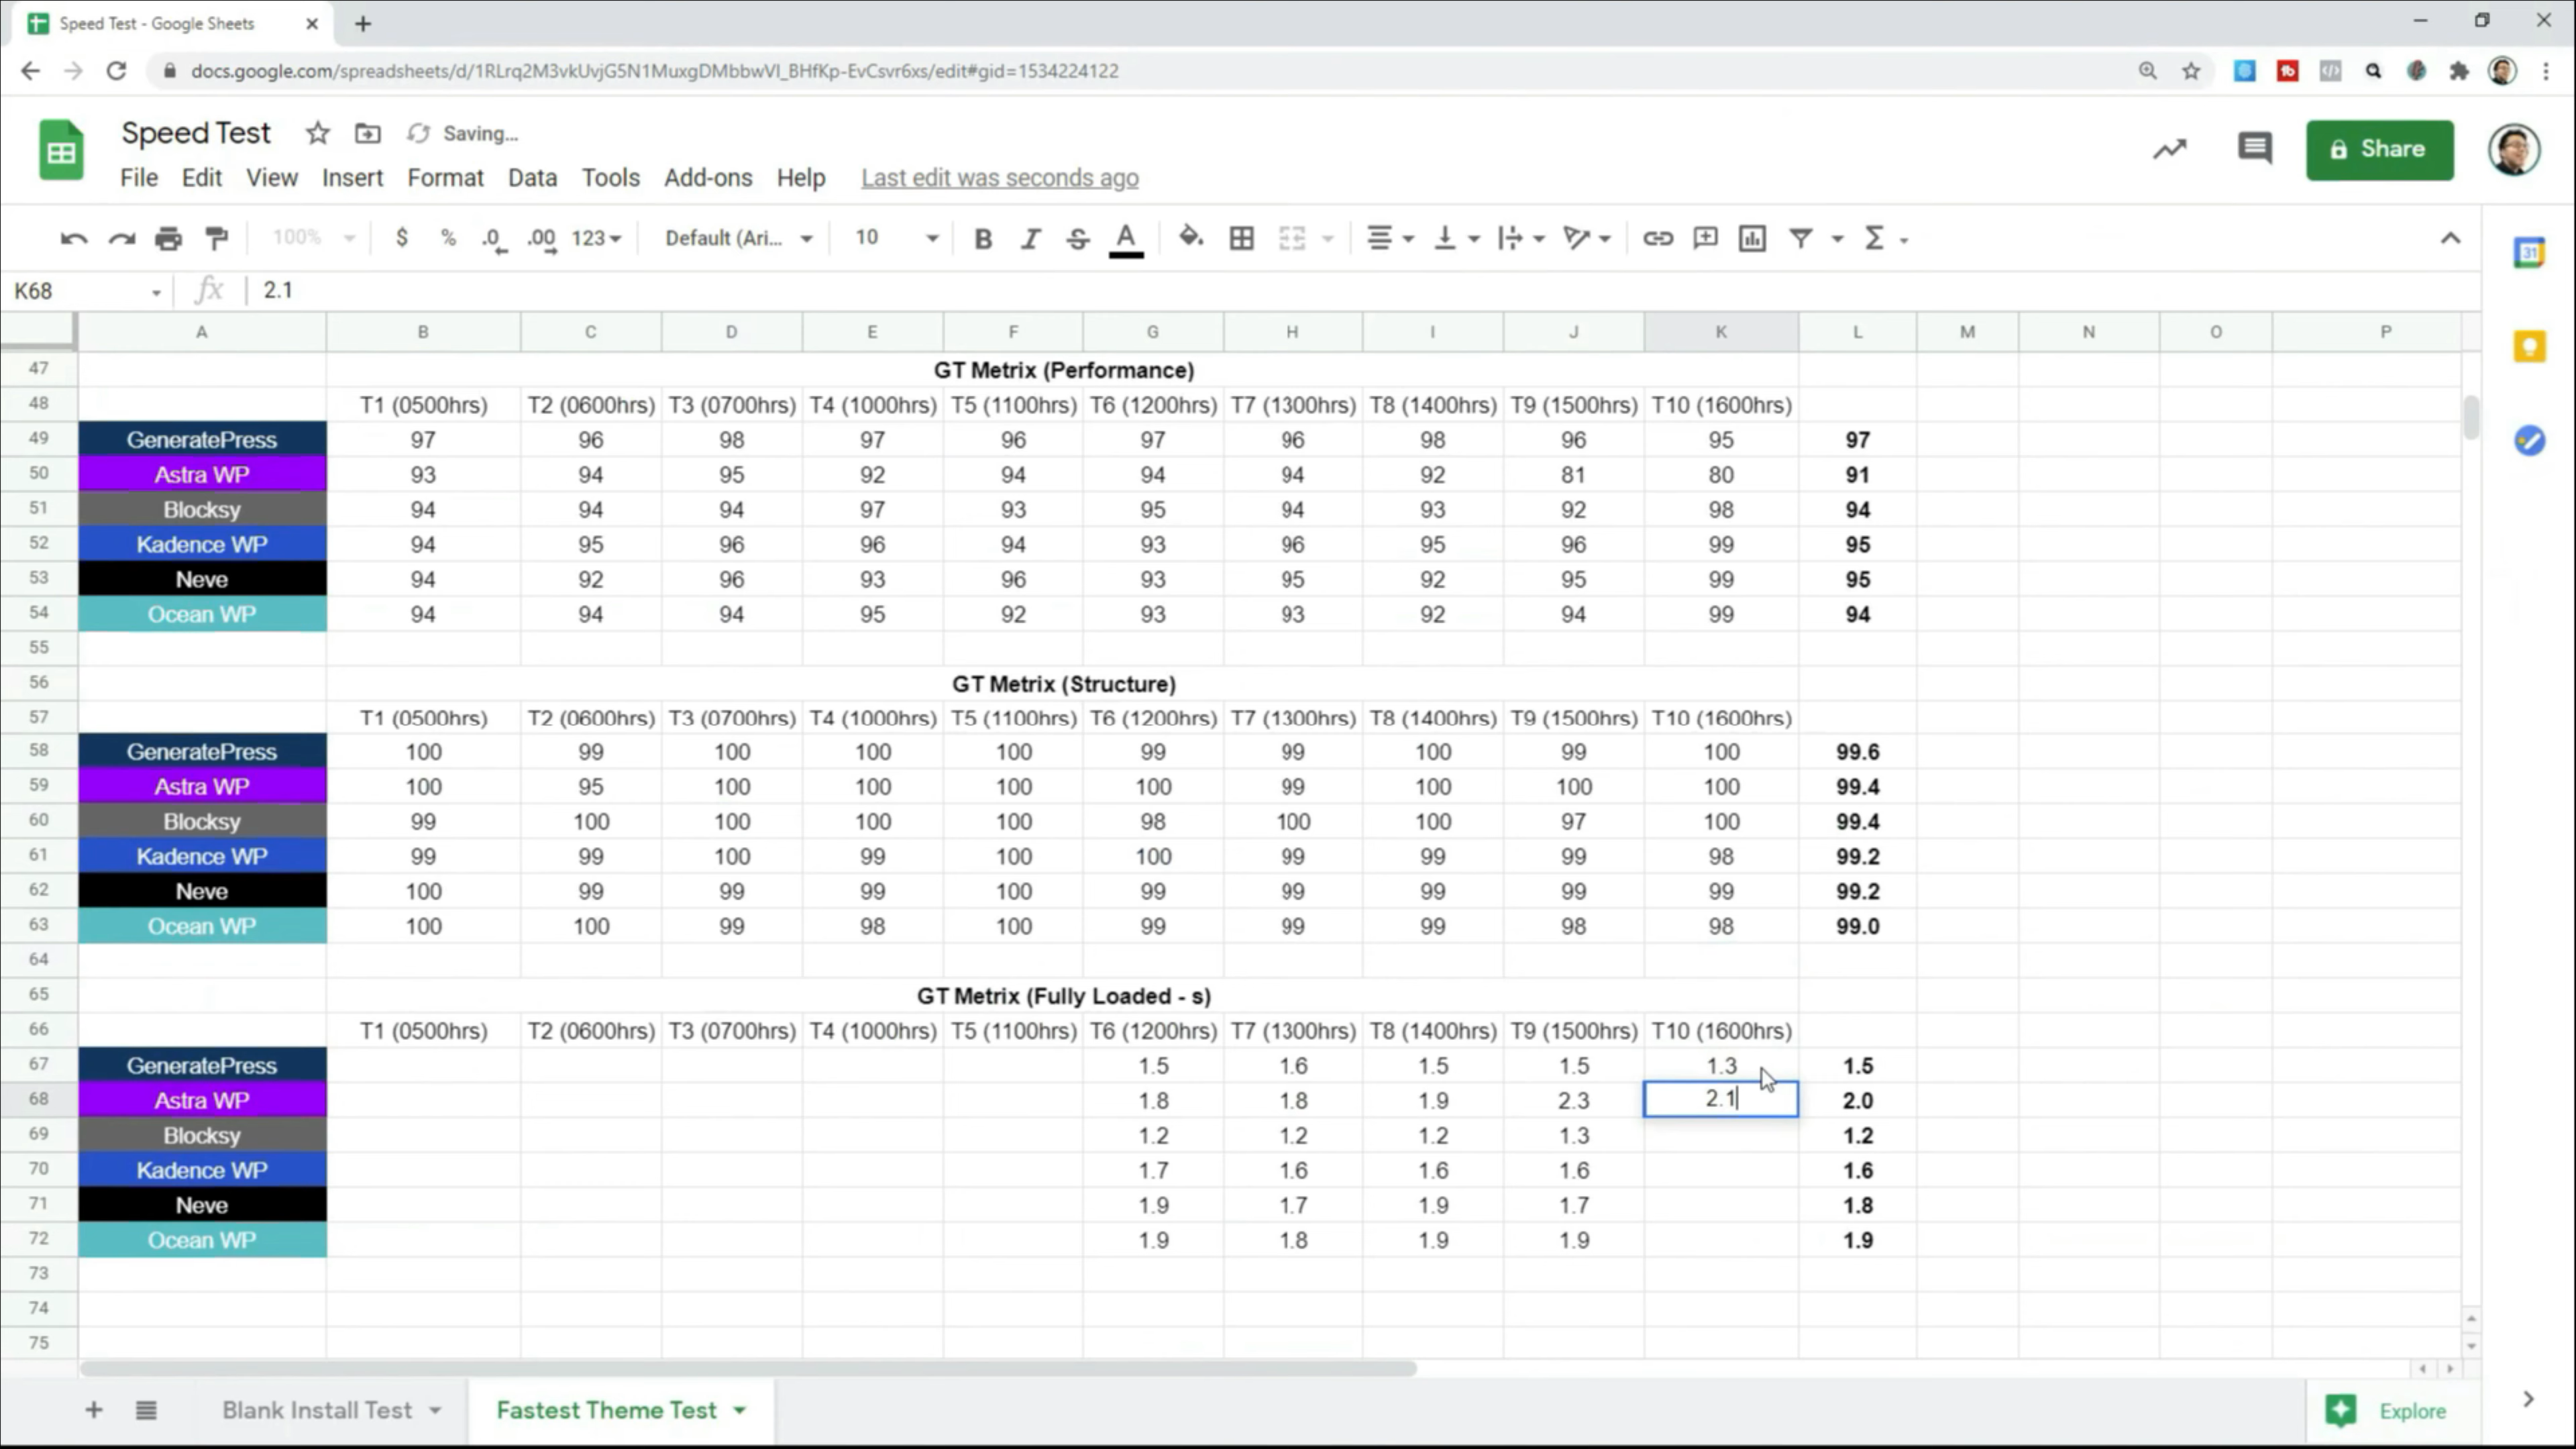 Speed Test - Google Sheets
docs.google.com/spreadsheets/d/1RLrq2M3vkUvjG5N1MuxgDMbbwVI_BHfKp-EvCsvr6xs/edit#gid=1534224122
Speed Test Saving...
Share
File Edit View Insert Format Data Tools Add-ons Help Last edit was seconds ago
100% $ % .0 .00 123 Default (Ari... 10 B I S A Σ
31
K68 fx 2.1
A B C D E F G H I J K L M N O P
47 GT Metrix (Performance)
48 T1 (0500hrs) T2 (0600hrs) T3 (0700hrs) T4 (1000hrs) T5 (1100hrs) T6 (1200hrs) T7 (1300hrs) T8 (1400hrs) T9 (1500hrs) T10 (1600hrs)
49 GeneratePress 97 96 98 97 96 97 96 98 96 95 97
50 Astra WP 93 94 95 92 94 94 94 92 81 80 91
51 Blocksy 94 94 94 97 93 95 94 93 92 98 94
52 Kadence WP 94 95 96 96 94 93 96 95 96 99 95
53 Neve 94 92 96 93 96 93 95 92 95 99 95
54 Ocean WP 94 94 94 95 92 93 93 92 94 99 94
55
56 GT Metrix (Structure)
57 T1 (0500hrs) T2 (0600hrs) T3 (0700hrs) T4 (1000hrs) T5 (1100hrs) T6 (1200hrs) T7 (1300hrs) T8 (1400hrs) T9 (1500hrs) T10 (1600hrs)
58 GeneratePress 100 99 100 100 100 99 99 100 99 100 99.6
59 Astra WP 100 95 100 100 100 100 99 100 100 100 99.4
60 Blocksy 99 100 100 100 100 98 100 100 97 100 99.4
61 Kadence WP 99 99 100 99 100 100 99 99 99 98 99.2
62 Neve 100 99 99 99 100 99 99 99 99 99 99.2
63 Ocean WP 100 100 99 98 100 99 99 99 98 98 99.0
64
65 GT Metrix (Fully Loaded - s)
66 T1 (0500hrs) T2 (0600hrs) T3 (0700hrs) T4 (1000hrs) T5 (1100hrs) T6 (1200hrs) T7 (1300hrs) T8 (1400hrs) T9 (1500hrs) T10 (1600hrs)
67 GeneratePress 1.5 1.6 1.5 1.5 1.3 1.5
68 Astra WP 1.8 1.8 1.9 2.3 2.1 2.0
69 Blocksy 1.2 1.2 1.2 1.3 1.2
70 Kadence WP 1.7 1.6 1.6 1.6 1.6
71 Neve 1.9 1.7 1.9 1.7 1.8
72 Ocean WP 1.9 1.8 1.9 1.9 1.9
73
74
75
Blank Install Test Fastest Theme Test Explore